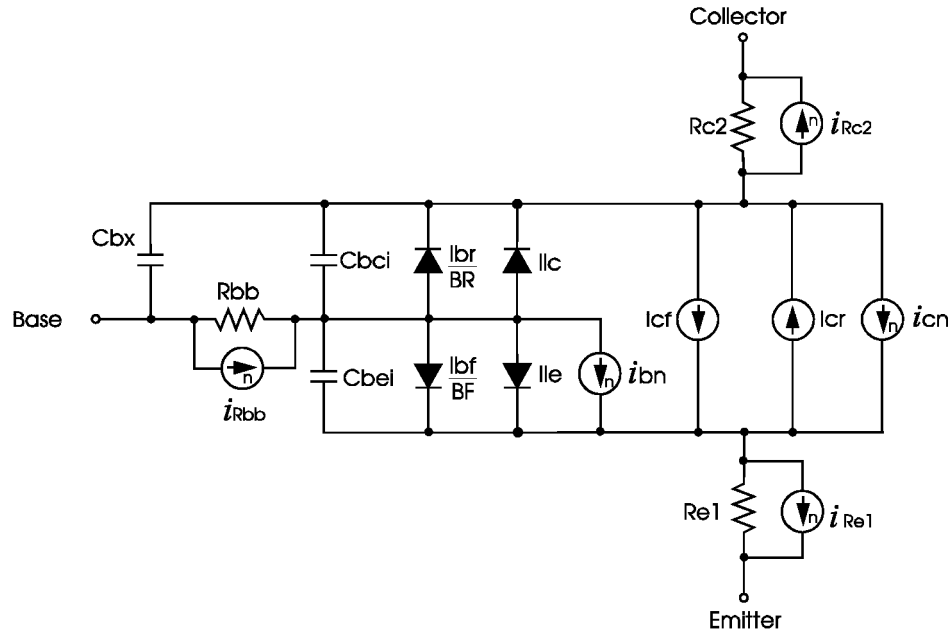 Collector
Rc2
n
iRc2
Cbx
Cbci
Ibr
BR
Ilc
Rbb
Base
Icf
Icr
n
icn
n
iRbb
Cbei
Ibf
BF
Ile
n
ibn
Re1
n
iRe1
Emitter